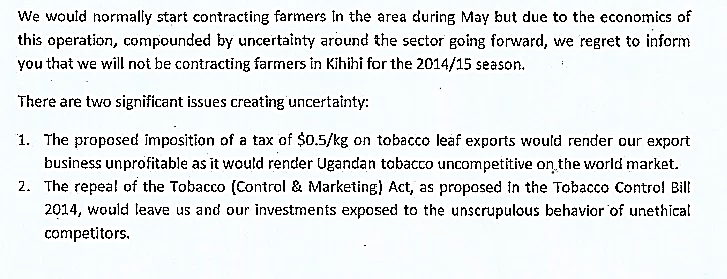 We would normally start contracting farmers in the area during May but due to the economics of
this operation, compounded by uncertainty around the sector going forward, we regret to inform
you that we will not be contracting farmers in Kihihi for the 2014/15 season.
There are two significant issues creating uncertainty:
1. The proposed imposition of a tax of $0.5/kg on tobacco leaf exports would render our export
business unprofitable as it would render Ugandan tobacco uncompetitive on the world market.
2. The repeal of the Tobacco (Control & Marketing) Act, as proposed in the Tobacco Control Bill
2014, would leave us and our investments exposed to the unscrupulous behavior of unethical
competitors.